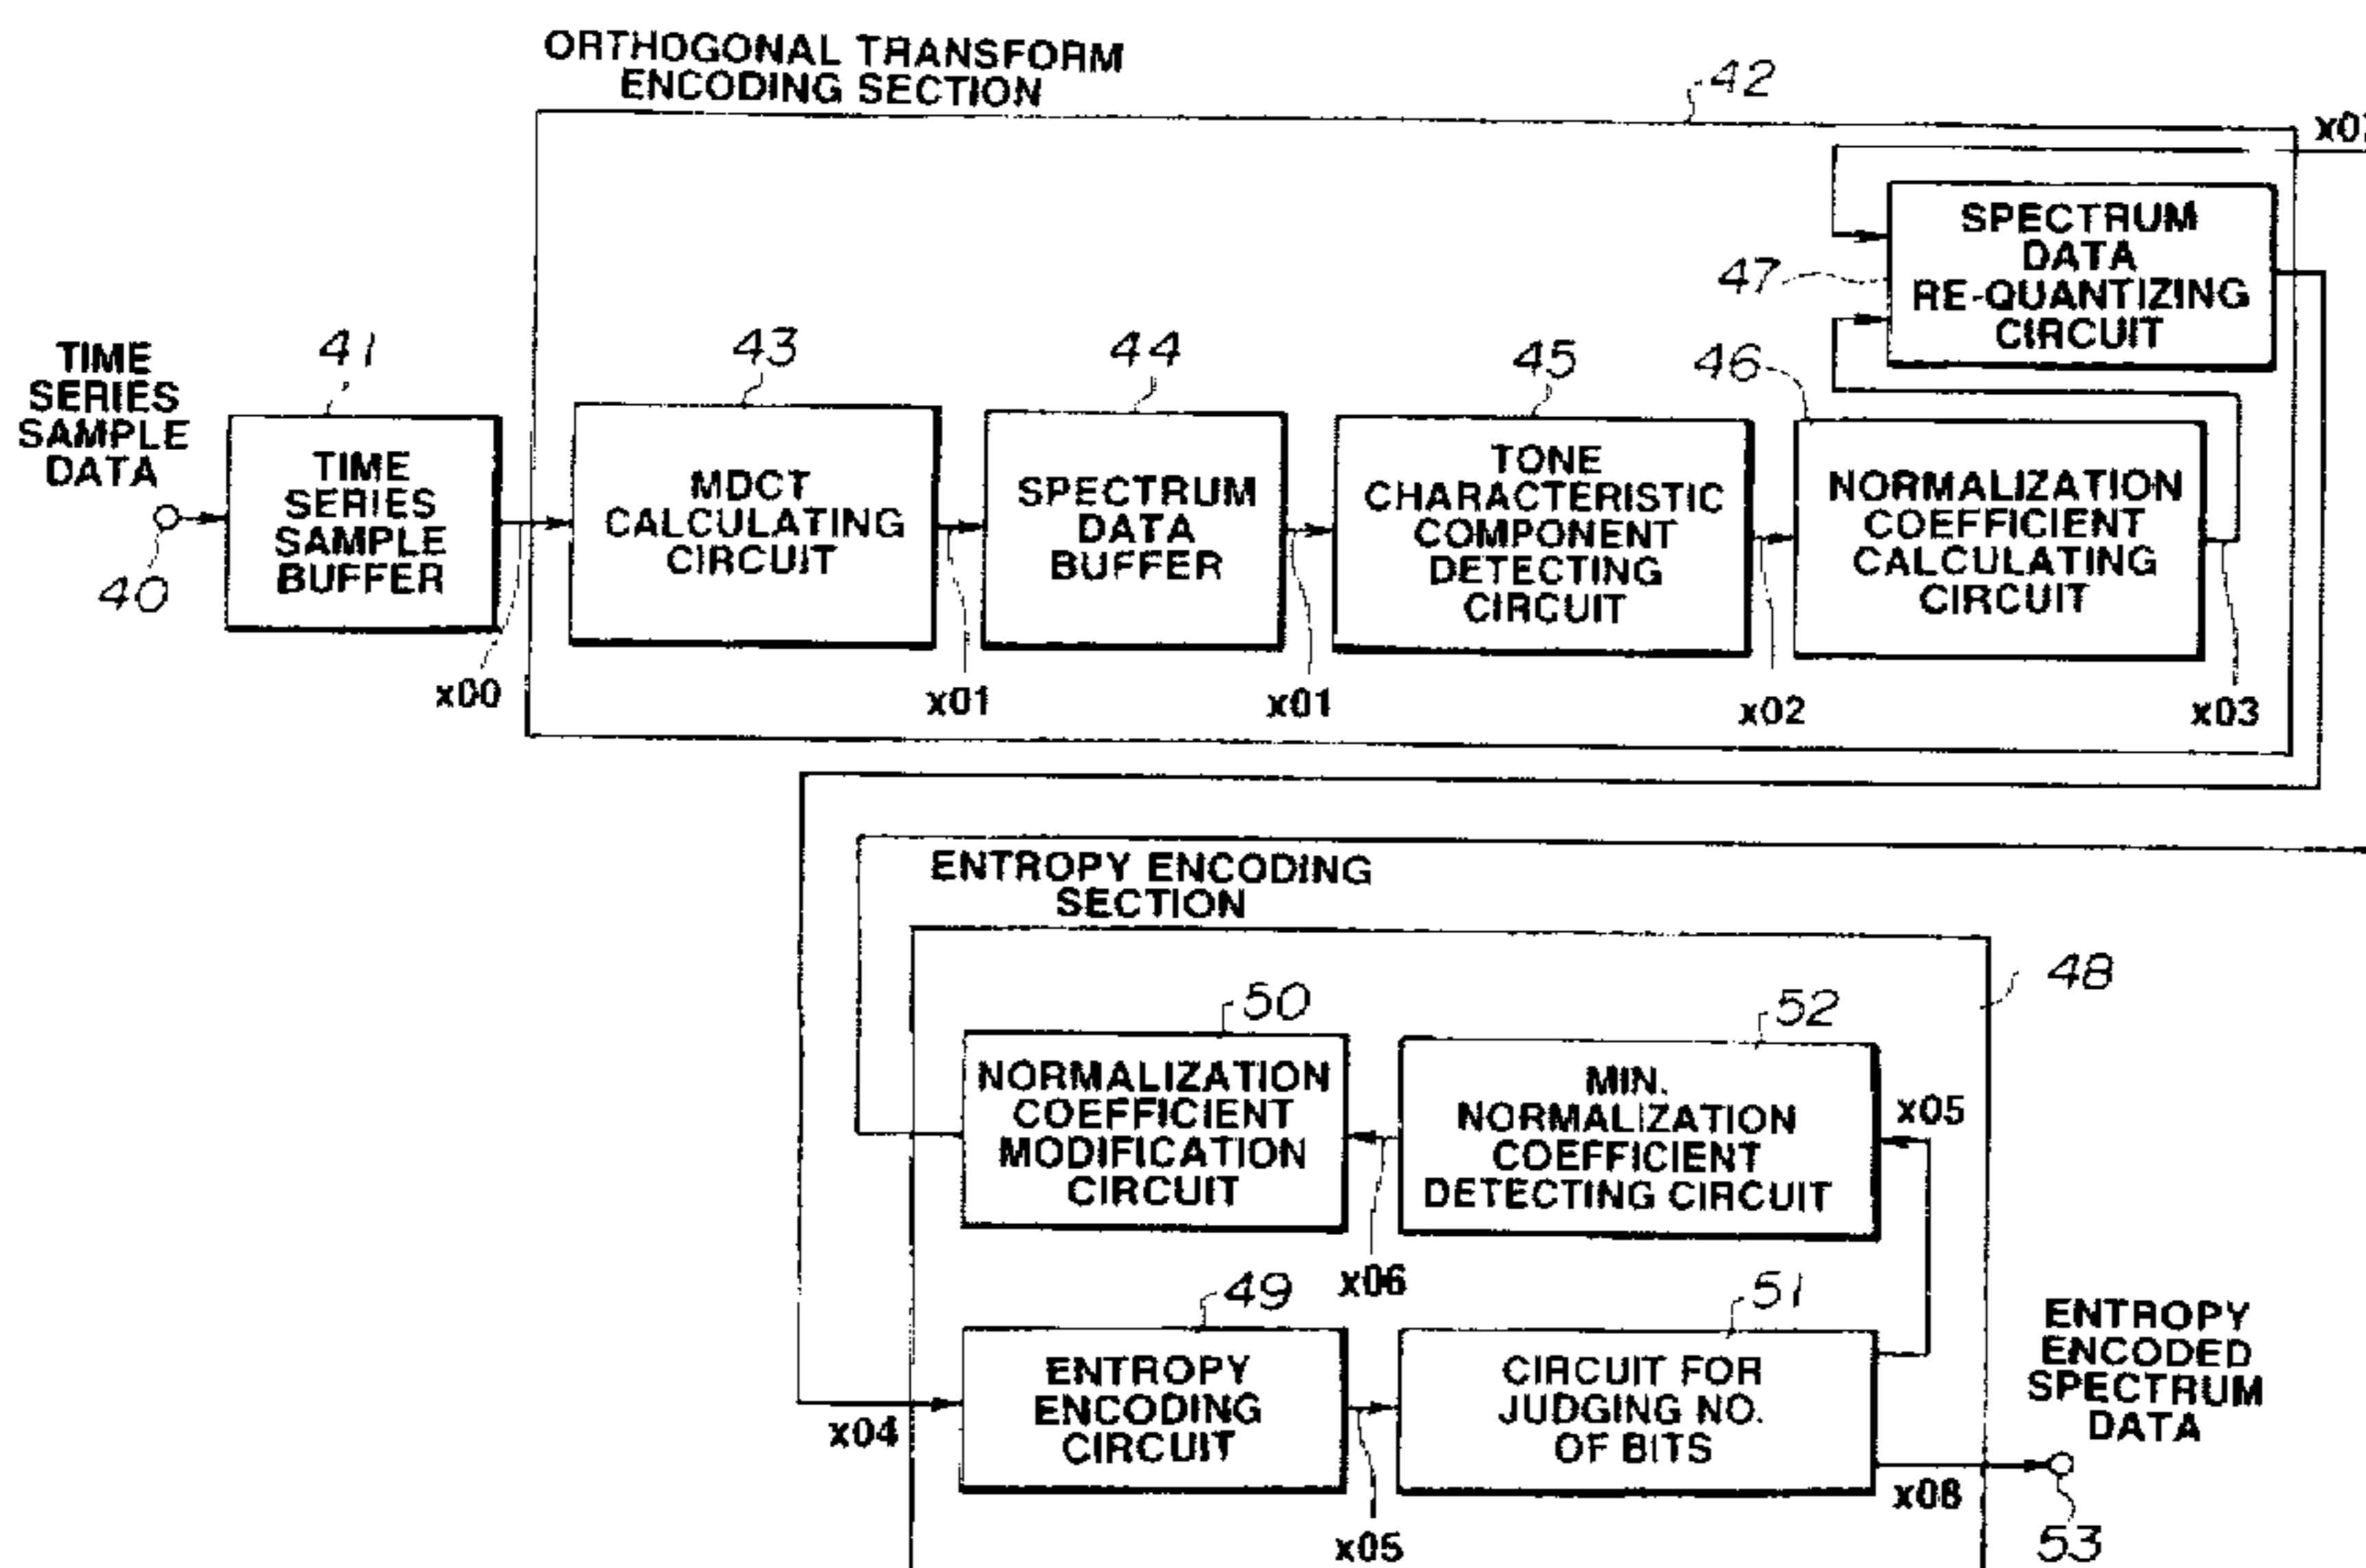 ORTHOGONAL TRANSFORM
ENCODING SECTION
42
47
SPECTRUM
DATA
RE-QUANTIZING
CIRCUIT
TIME
SERIES
SAMPLE
DATA
40
41
TIME
SERIES
SAMPLE
BUFFER
x00
43
MDCT
CALCULATING
CIRCUIT
x01
44
SPECTRUM
DATA
BUFFER
x01
45
TONE
CHARACTERISTIC
COMPONENT
DETECTING
CIRCUIT
x02
46
NORMALIZATION
COEFFICIENT
CALCULATING
CIRCUIT
x03
ENTROPY ENCODING
SECTION
48
50
NORMALIZATION
COEFFICIENT
MODIFICATION
CIRCUIT
52
MIN.
NORMALIZATION
COEFFICIENT
DETECTING CIRCUIT
x05
x06
x04
49
ENTROPY
ENCODING
CIRCUIT
x05
51
CIRCUIT FOR
JUDGING NO.
OF BITS
x08
ENTROPY
ENCODED
SPECTRUM
DATA
53